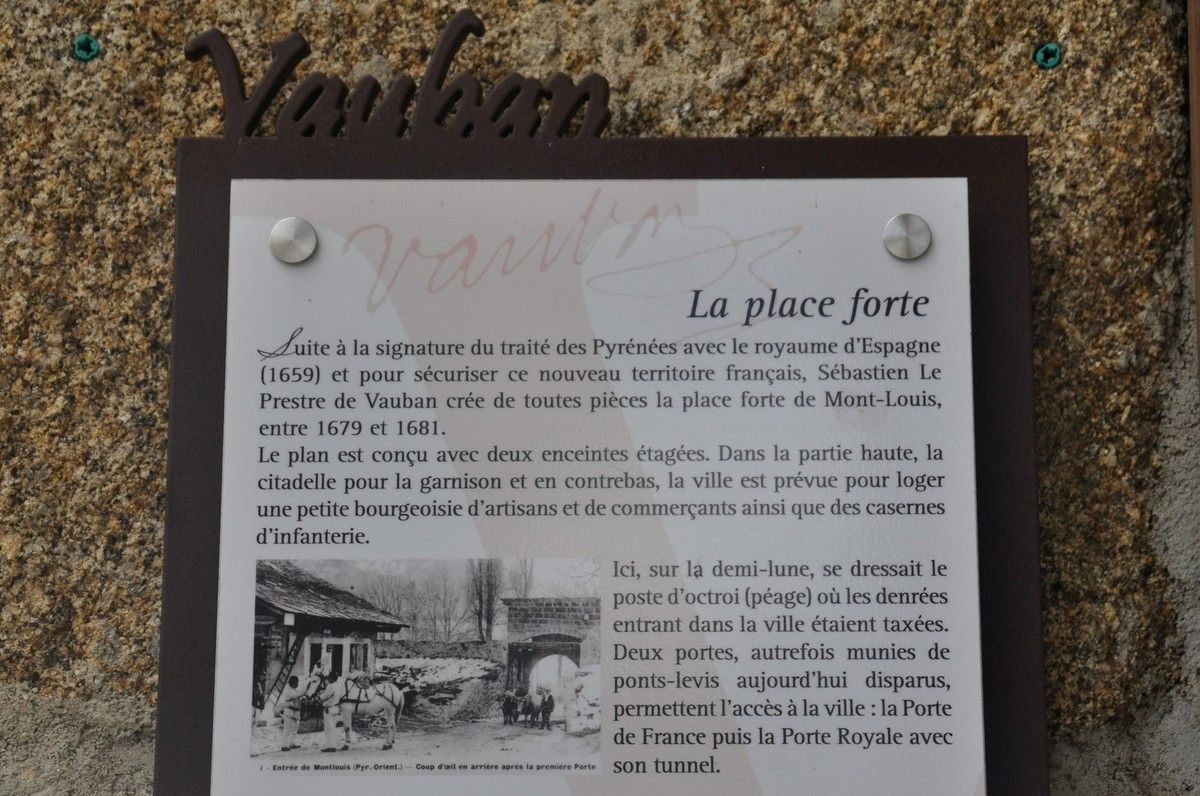 Vauban
vauban
La place forte
Suite à la signature du traité des Pyrénées avec le royaume d'Espagne
(1659) et pour sécuriser ce nouveau territoire français, Sébastien Le
Prestre de Vauban crée de toutes pièces la place forte de Mont-Louis,
entre 1679 et 1681.
Le plan est conçu avec deux enceintes étagées. Dans la partie haute, la
citadelle pour la garnison et en contrebas, la ville est prévue pour loger
une petite bourgeoisie d'artisans et de commerçants ainsi que des casernes
d'infanterie.
Ici, sur la demi-lune, se dressait le
poste d'octroi (péage) où les denrées
entrant dans la ville étaient taxées.
Deux portes, autrefois munies de
ponts-levis aujourd'hui disparus,
permettent l'accès à la ville : la Porte
de France puis la Porte Royale avec
son tunnel.
1 - Entrée de Montlouis (Pyr.-Orient.) — Coup d'œil en arrière après la première Porte